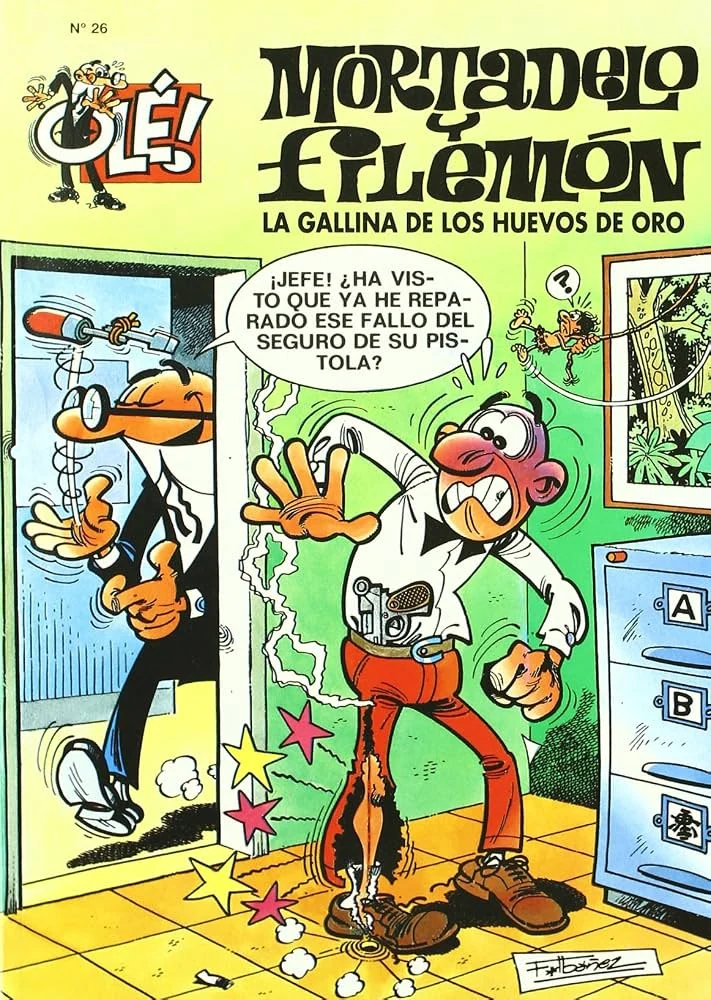 Nº 26
OLÉ!
MORTADELO
Y
FILEMÓN
LA GALLINA DE LOS HUEVOS DE ORO
¡JEFE! ¿HA VIS-
TO QUE YA HE REPA-
RADO ESE FALLO DEL
SEGURO DE SU PIS-
TOLA?
?
A
B
F. Ibáñez